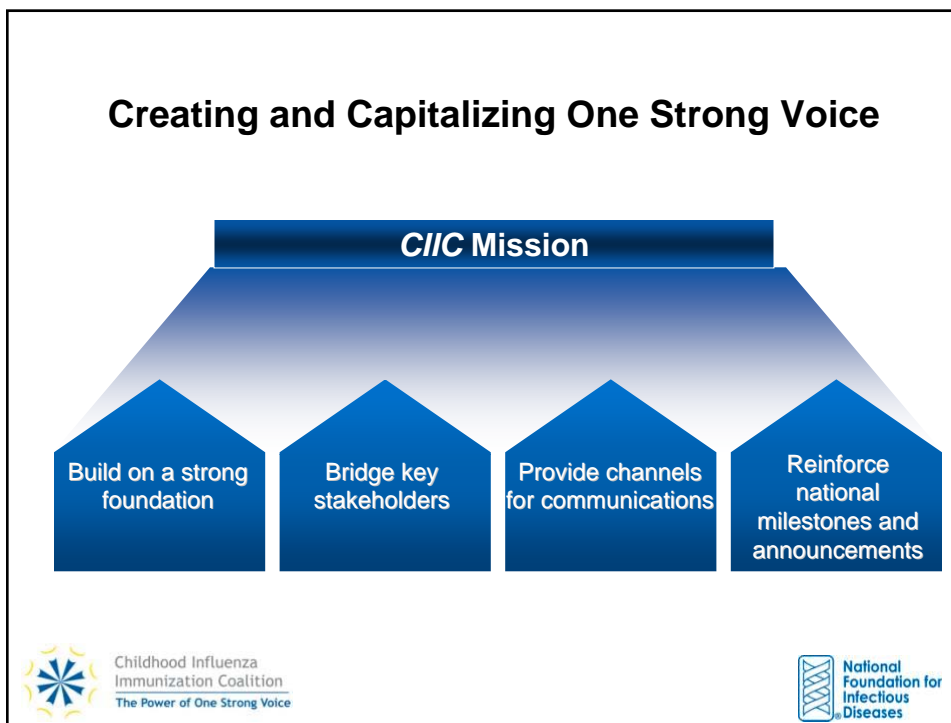 Creating and Capitalizing One Strong Voice
CIIC Mission
Build on a strong
foundation
Bridge key
stakeholders
Provide channels
for communications
Reinforce
national
milestones and
announcements
Childhood Influenza
Immunization Coalition
The Power of One Strong Voice
National
Foundation for
Infectious
®Diseases